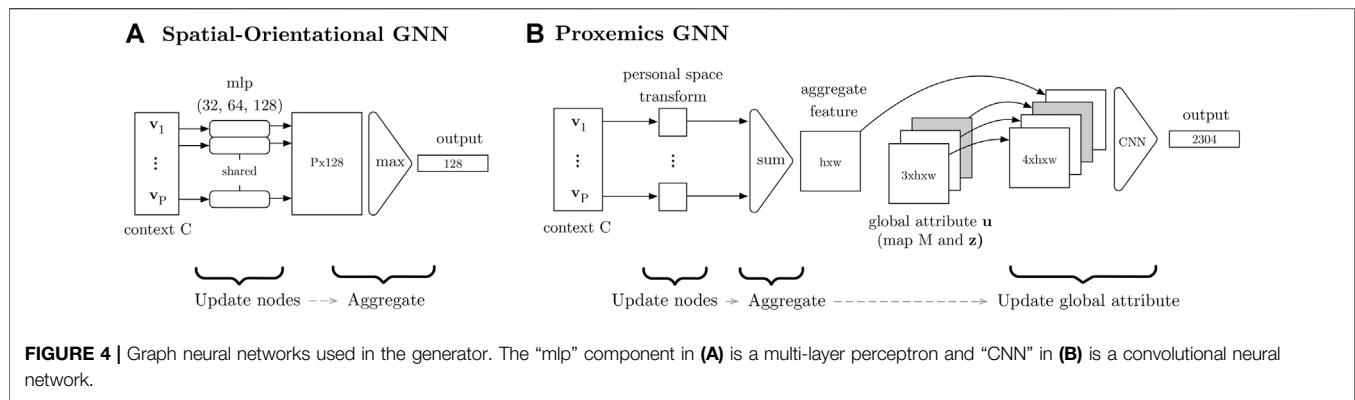 A Spatial-Orientational GNN
mlp
(32, 64, 128)
v1
⋮
vP
shared
Px128
max
output
128
context C
Update nodes
Aggregate
B Proxemics GNN
personal space
transform
v1
⋮
vP
⋮
context C
sum
aggregate
feature
hxw
3xhxw
global attribute u
(map M and z)
4xhxw
CNN
output
2304
Update nodes
Aggregate
Update global attribute
FIGURE 4 | Graph neural networks used in the generator. The “mlp” component in (A) is a multi-layer perceptron and “CNN” in (B) is a convolutional neural
network.